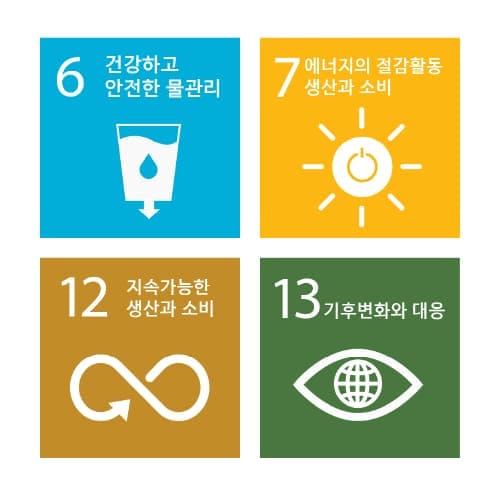 6
건강하고
안전한 물관리
7
에너지의 절감활동
생산과 소비
12
지속가능한
생산과 소비
13
기후변화와 대응